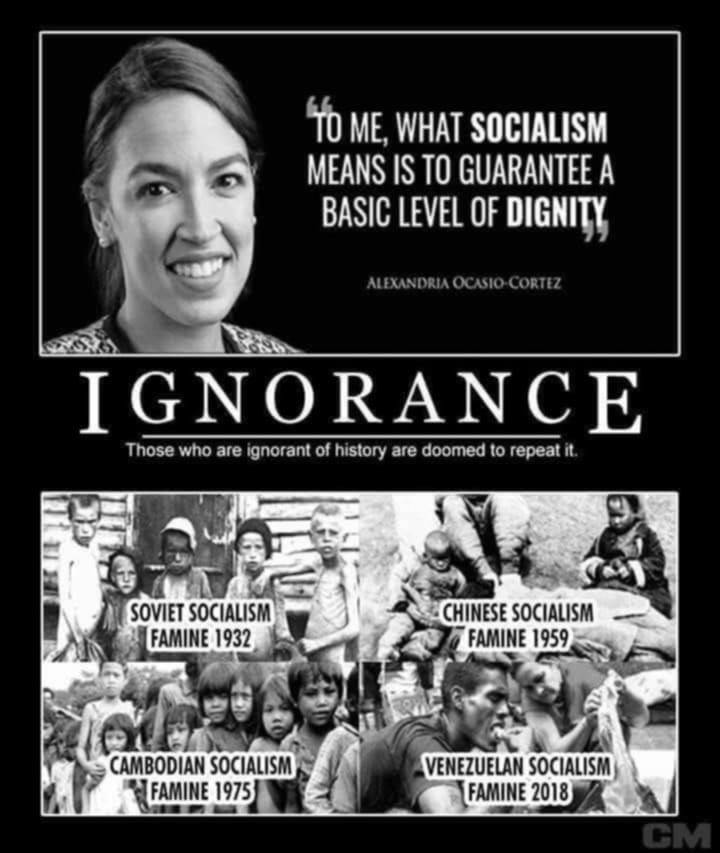 “TO ME, WHAT SOCIALISM
MEANS IS TO GUARANTEE A
BASIC LEVEL OF DIGNITY”
ALEXANDRIA OCASIO-CORTEZ
IGNORANCE
Those who are ignorant of history are doomed to repeat it.
SOVIET SOCIALISM
FAMINE 1932
CHINESE SOCIALISM
FAMINE 1959
CAMBODIAN SOCIALISM
FAMINE 1975
VENEZUELAN SOCIALISM
FAMINE 2018
CM